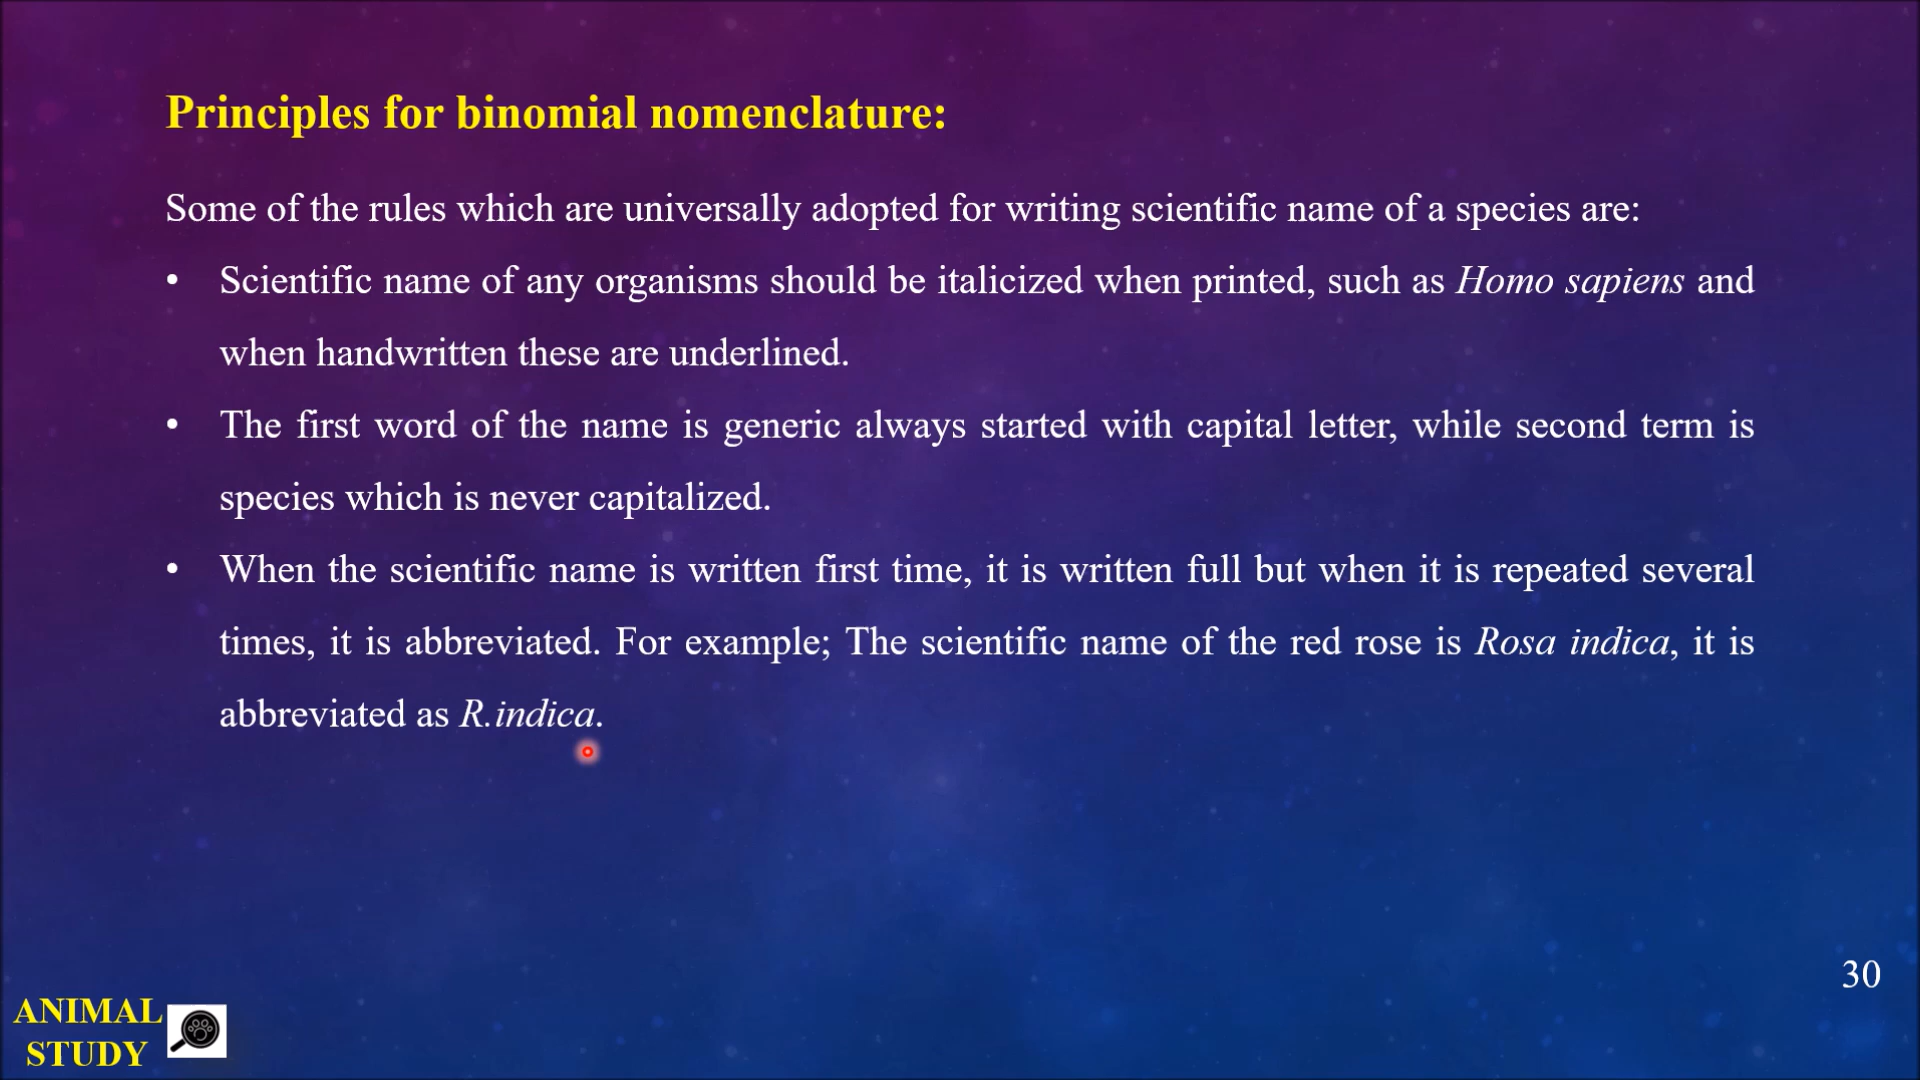 Principles for binomial nomenclature:
Some of the rules which are universally adopted for writing scientific name of a species are:
• Scientific name of any organisms should be italicized when printed, such as Homo sapiens and
when handwritten these are underlined.
• The first word of the name is generic always started with capital letter, while second term is
species which is never capitalized.
• When the scientific name is written first time, it is written full but when it is repeated several
times, it is abbreviated. For example; The scientific name of the red rose is Rosa indica, it is
abbreviated as R.indica.
30
ANIMAL
STUDY